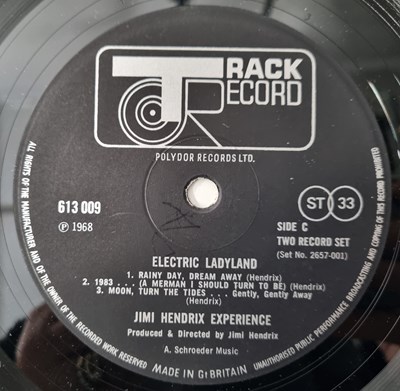 TRACK
RECORD
POLYDOR RECORDS LTD.
613 009
℗ 1968
ST 33
SIDE C
TWO RECORD SET
(Set No. 2657-001)
ELECTRIC LADYLAND
1. RAINY DAY, DREAM AWAY (Hendrix)
2. 1983 ... (A MERMAN I SHOULD TURN TO BE) (Hendrix)
3. MOON, TURN THE TIDES ... Gently, Gently Away
(Hendrix)
JIMI HENDRIX EXPERIENCE
Produced & Directed by Jimi Hendrix
A. Schroeder Music
ALL RIGHTS OF THE MANUFACTURER AND OF THE OWNER OF THE RECORDED WORK RESERVED
UNAUTHORISED PUBLIC PERFORMANCE BROADCASTING AND COPYING OF THIS RECORD PROHIBITED
MADE IN Gt BRITAIN